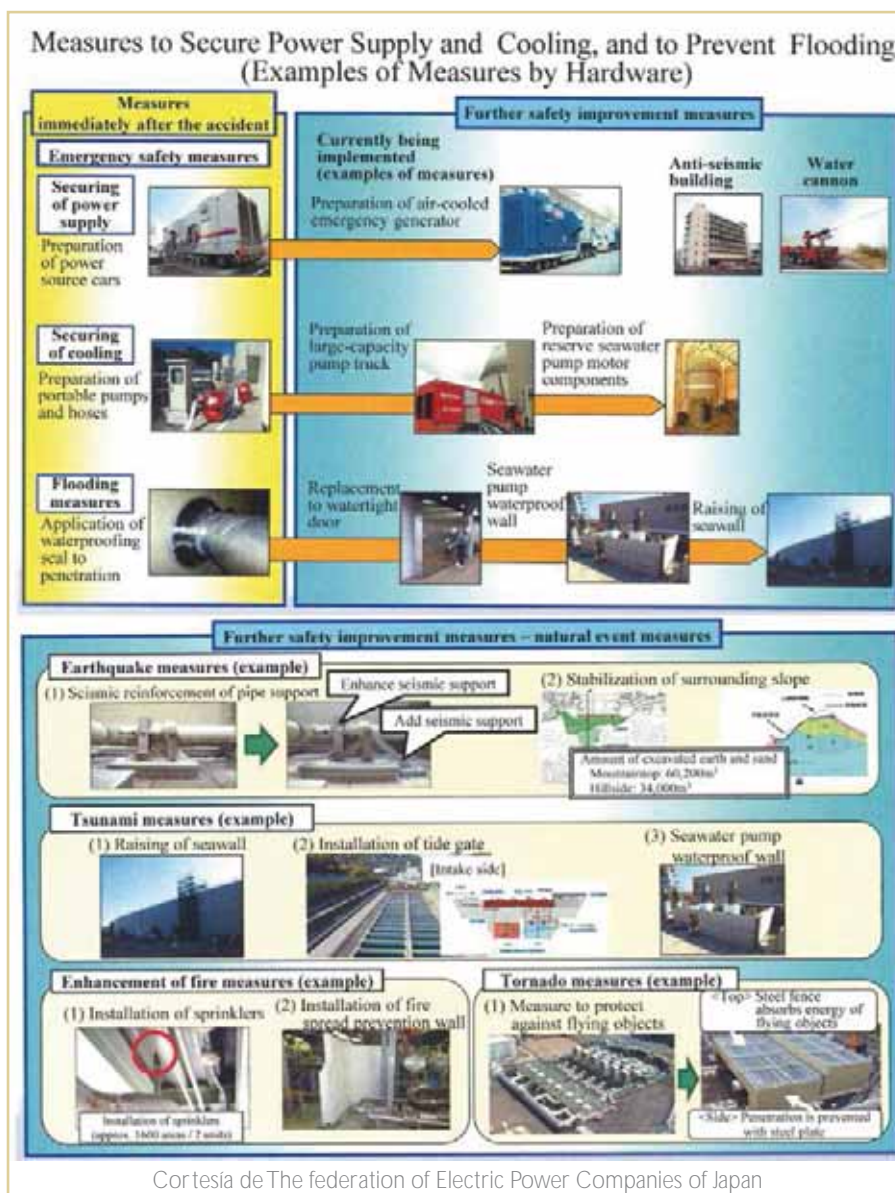 Measures to Secure Power Supply and Cooling, and to Prevent Flooding
(Examples of Measures by Hardware)
Measures
immediately after the accident
Emergency safety measures
Securing
of power
supply
Preparation
of power
source cars
Securing
of cooling
Preparation of
portable pumps
and hoses
Flooding
measures
Application of
waterproofing
seal to
penetration
Further safety improvement measures
Currently being
implemented
(examples of measures)
Preparation of air-cooled
emergency generator
Anti-seismic
building
Water
cannon
Preparation of
large-capacity
pump truck
Preparation of
reserve seawater
pump motor
components
Replacement
to watertight
door
Seawater
pump
waterproof
wall
Raising of
seawall
Further safety improvement measures – natural event measures
Earthquake measures (example)
(1) Seismic reinforcement of pipe support
Enhance seismic support
Add seismic support
(2) Stabilization of surrounding slope
Amount of excavated earth and sand
Mountaintop: 60,200m³
Hillside: 34,000m³
Tsunami measures (example)
(1) Raising of seawall
(2) Installation of tide gate
[Intake side]
(3) Seawater pump
waterproof wall
Enhancement of fire measures (example)
(1) Installation of sprinklers
Installation of sprinklers
(2) Installation of fire
spread prevention wall
Tornado measures (example)
(1) Measure to protect
against flying objects
<Top> Steel fence
absorbs energy of
flying objects
<Side> Penetration is prevented
with steel plate
Cortesía de The federation of Electric Power Companies of Japan